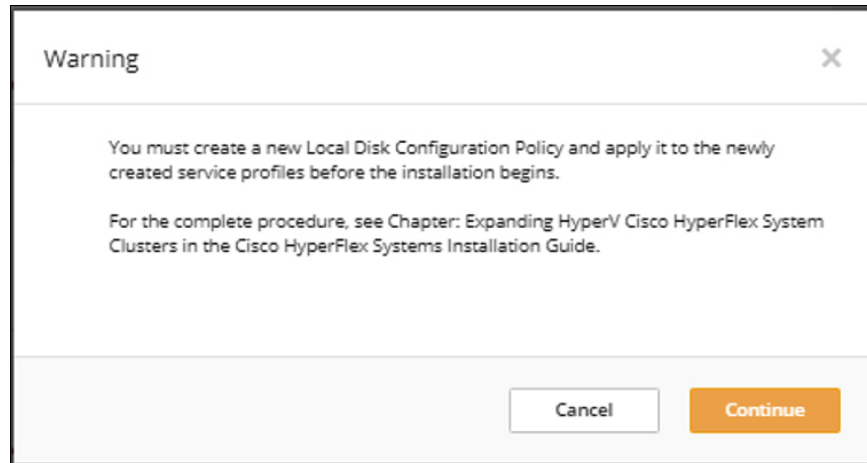 Warning
You must create a new Local Disk Configuration Policy and apply it to the newly
created service profiles before the installation begins.
For the complete procedure, see Chapter: Expanding HyperV Cisco HyperFlex System
Clusters in the Cisco HyperFlex Systems Installation Guide.
Cancel
Continue